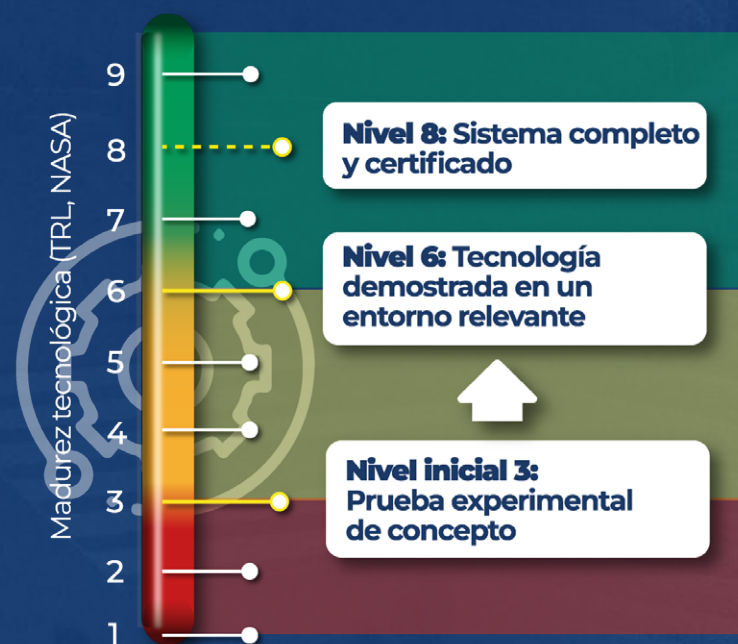 Madurez tecnológica (TRL, NASA)
9
8
7
6
5
4
3
2
1
Nivel 8: Sistema completo
y certificado
Nivel 6: Tecnología
demostrada en un
entorno relevante
Nivel inicial 3:
Prueba experimental
de concepto